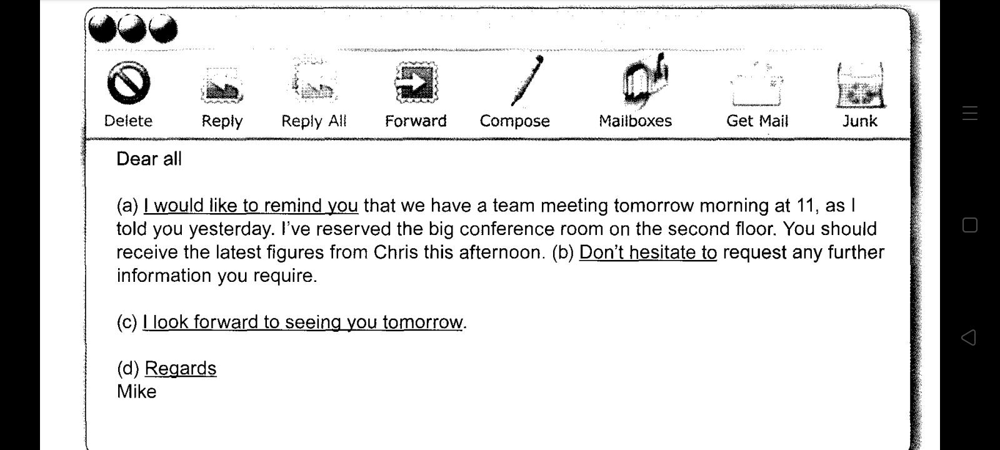 Delete Reply Reply All Forward Compose Mailboxes Get Mail Junk
Dear all
(a) I would like to remind you that we have a team meeting tomorrow morning at 11, as I
told you yesterday. I've reserved the big conference room on the second floor. You should
receive the latest figures from Chris this afternoon. (b) Don't hesitate to request any further
information you require.
(c) I look forward to seeing you tomorrow.
(d) Regards
Mike